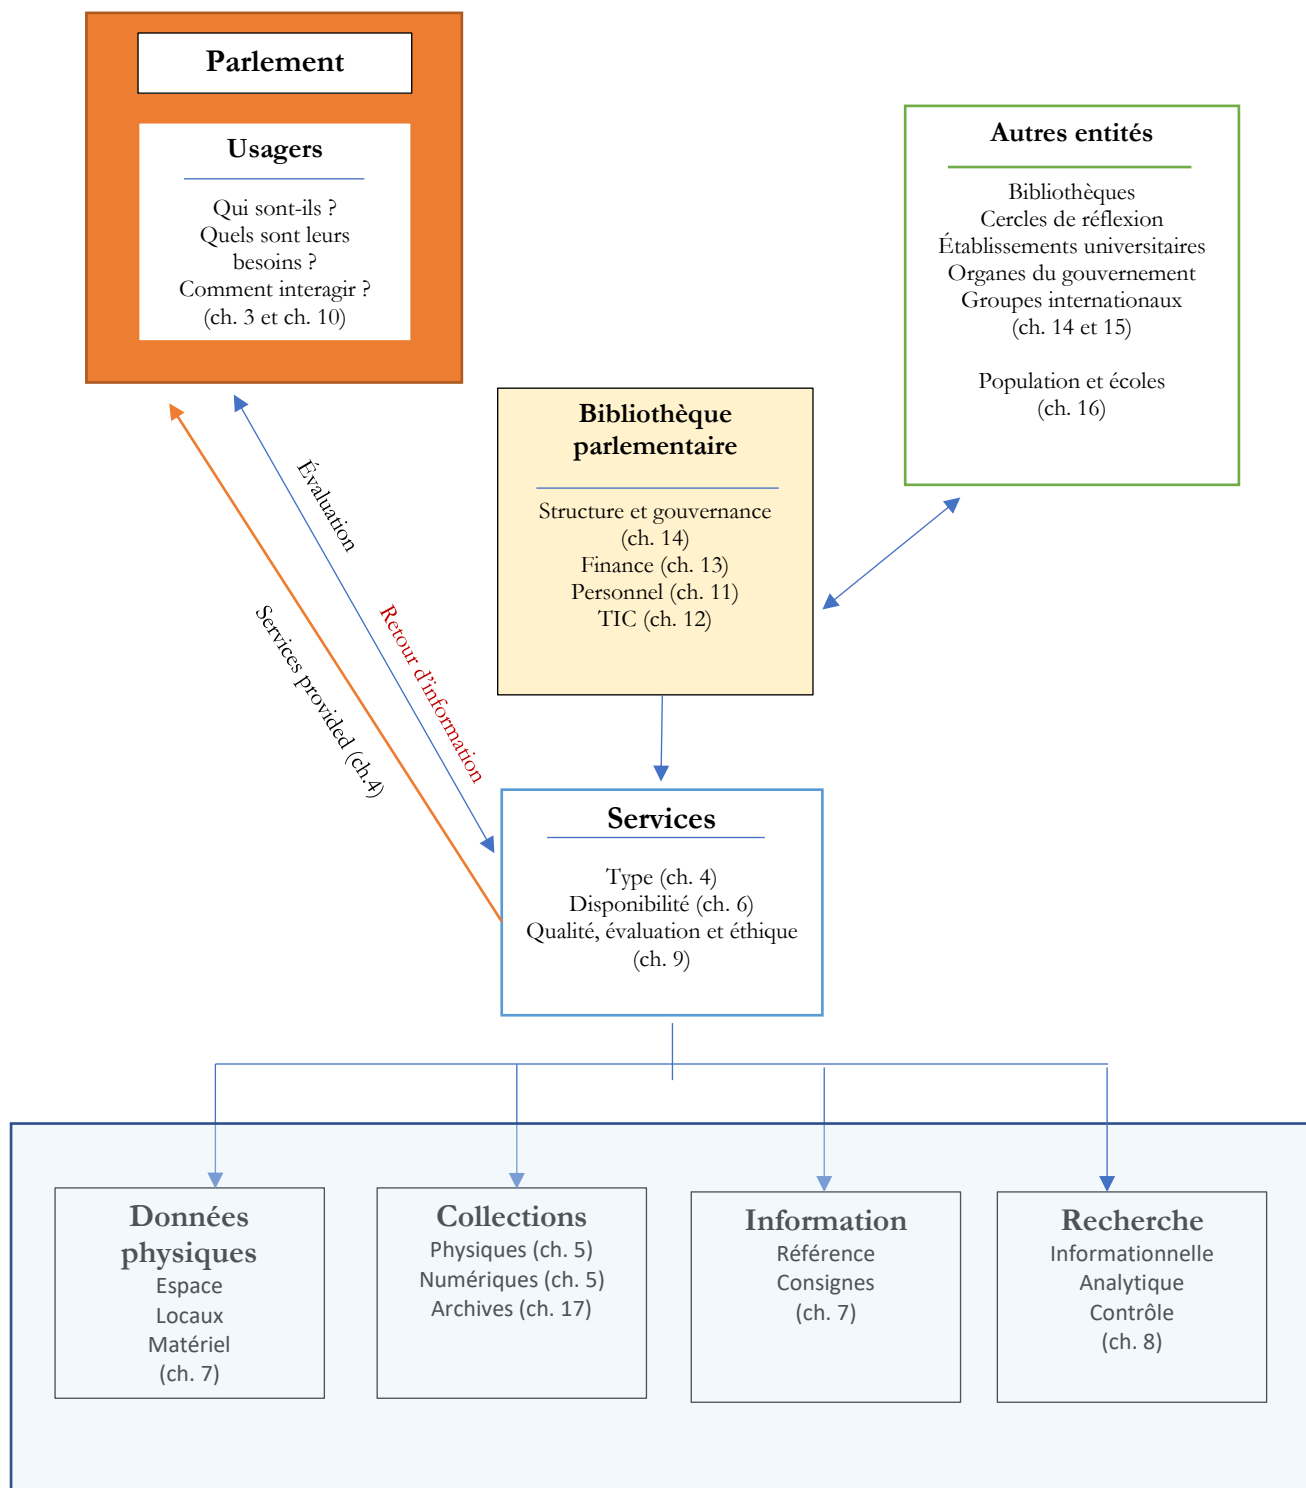 Parlement
Usagers
Qui sont-ils ?
Quels sont leurs
besoins ?
Comment interagir ?
(ch. 3 et ch. 10)
Autres entités
Bibliothèques
Cercles de réflexion
Établissements universitaires
Organes du gouvernement
Groupes internationaux
(ch. 14 et 15)
Population et écoles
(ch. 16)
Bibliothèque
parlementaire
Structure et gouvernance
(ch. 14)
Finance (ch. 13)
Personnel (ch. 11)
TIC (ch. 12)
Évaluation
Retour d’information
Services provided (ch.4)
Services
Type (ch. 4)
Disponibilité (ch. 6)
Qualité, évaluation et éthique
(ch. 9)
Données
physiques
Espace
Locaux
Matériel
(ch. 7)
Collections
Physiques (ch. 5)
Numériques (ch. 5)
Archives (ch. 17)
Information
Référence
Consignes
(ch. 7)
Recherche
Informationnelle
Analytique
Contrôle
(ch. 8)